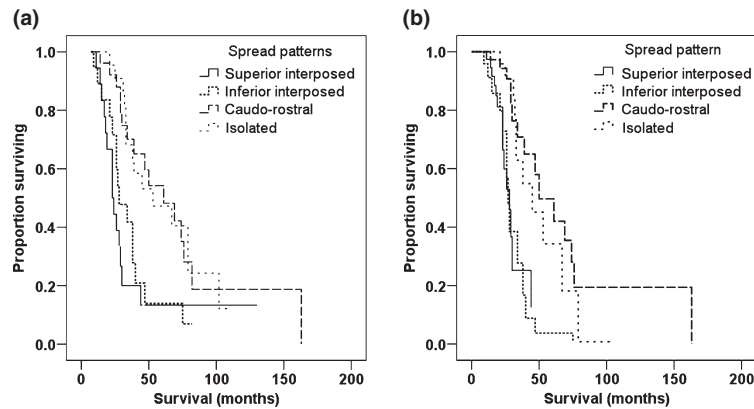 (a)
Spread patterns
Superior interposed
Inferior interposed
Caudo-rostral
Isolated
Proportion surviving
1.0
0.8
0.6
0.4
0.2
0.0
0
50
100
150
200
Survival (months)
(b)
Spread pattern
Superior interposed
Inferior interposed
Caudo-rostral
Isolated
Proportion surviving
1.0
0.8
0.6
0.4
0.2
0.0
0
50
100
150
200
Survival (months)